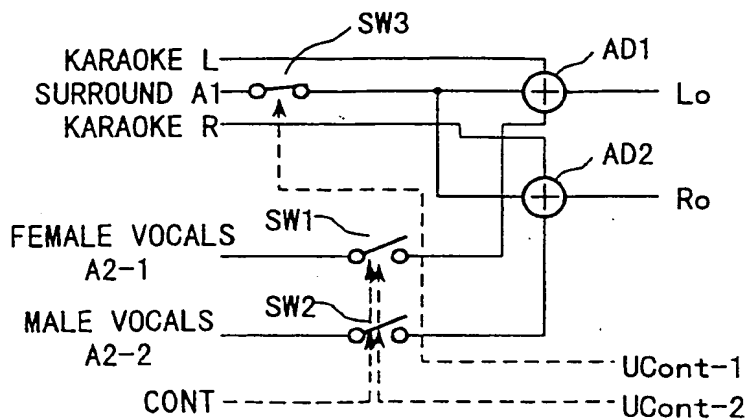 SW3
KARAOKE L
AD1
SURROUND A1
Lo
KARAOKE R
AD2
Ro
SW1
FEMALE VOCALS
A2-1
SW2
MALE VOCALS
A2-2
UCont-1
CONT
UCont-2